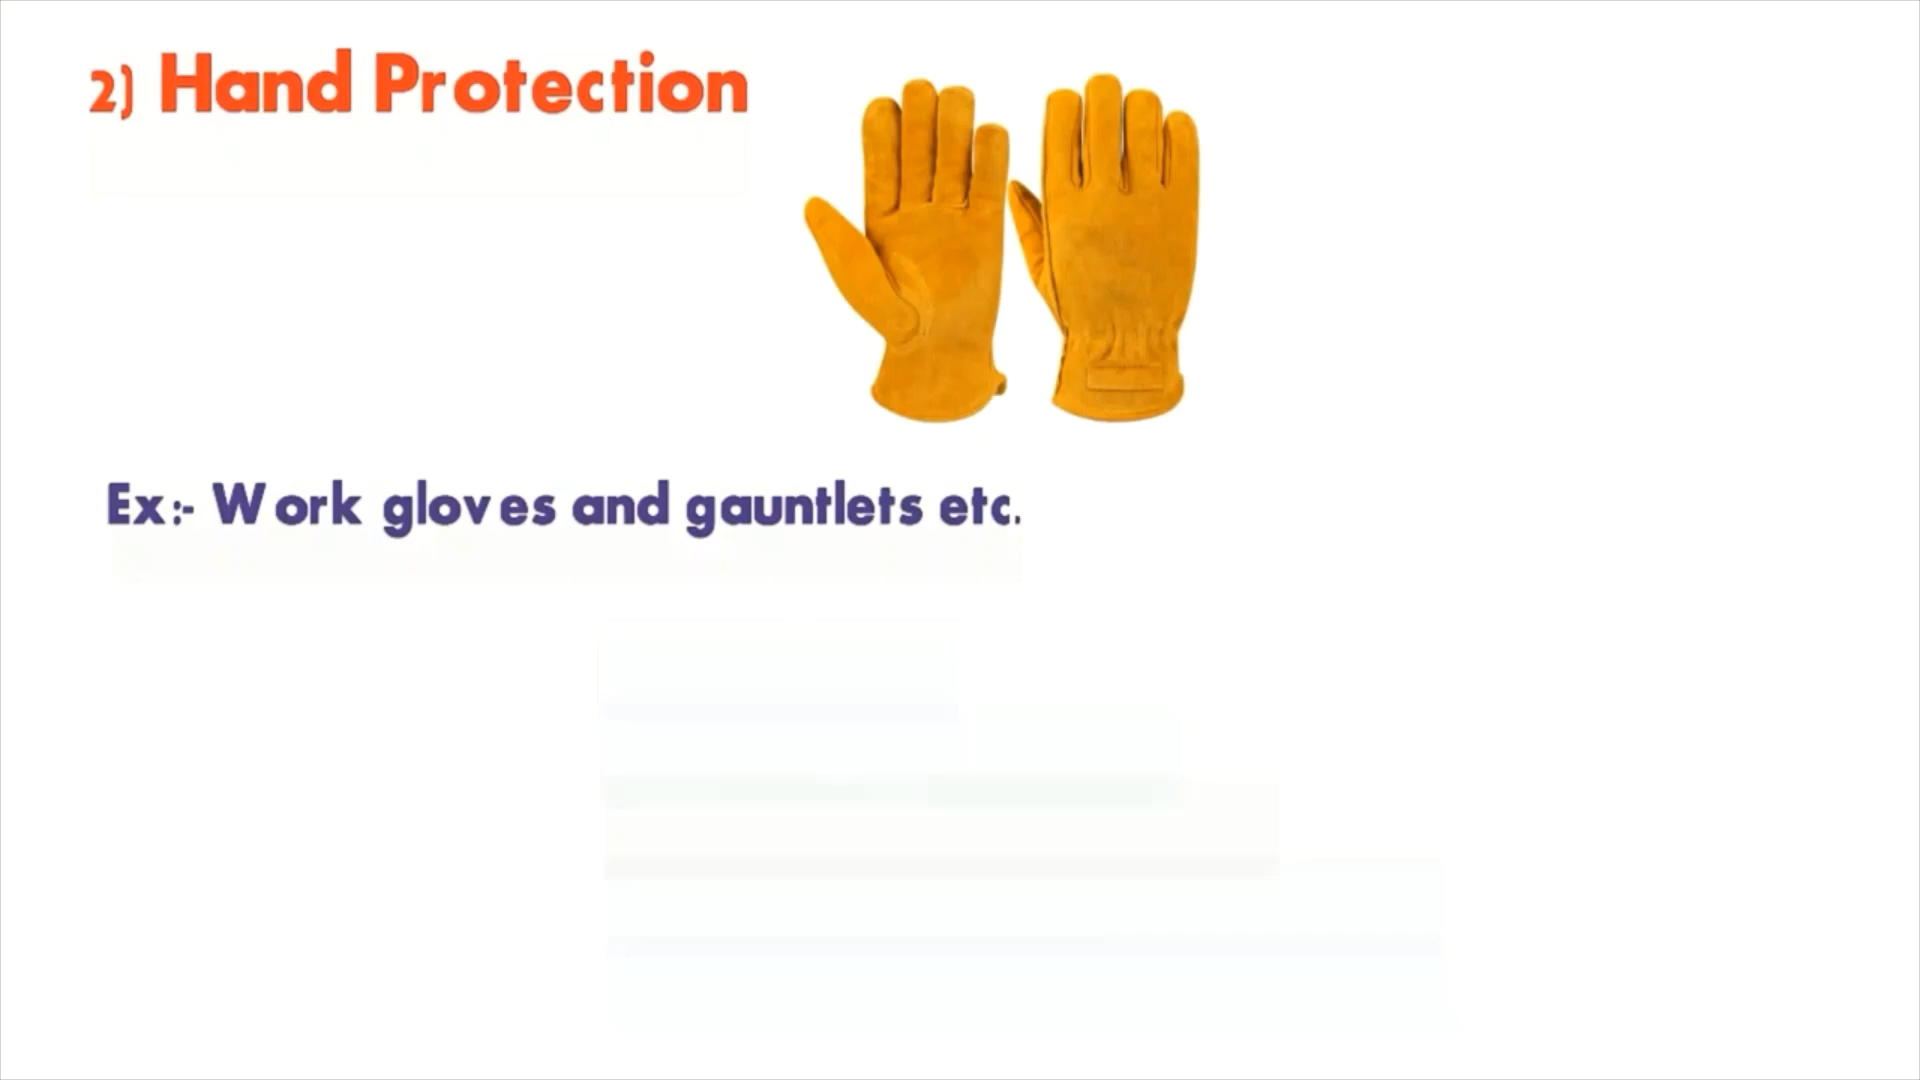 2) Hand Protection
Ex:- Work gloves and gauntlets etc.